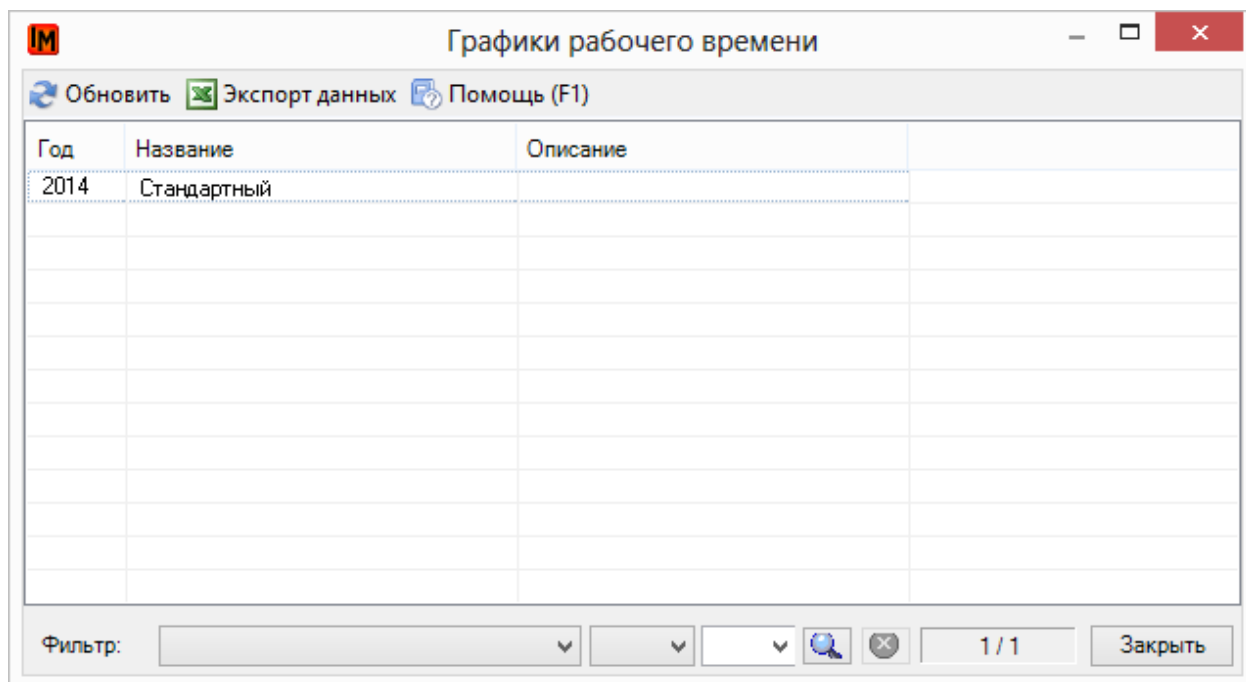 IM Графики рабочего времени
Обновить Экспорт данных Помощь (F1)
Год Название Описание
2014 Стандартный
Фильтр: 1 / 1 Закрыть